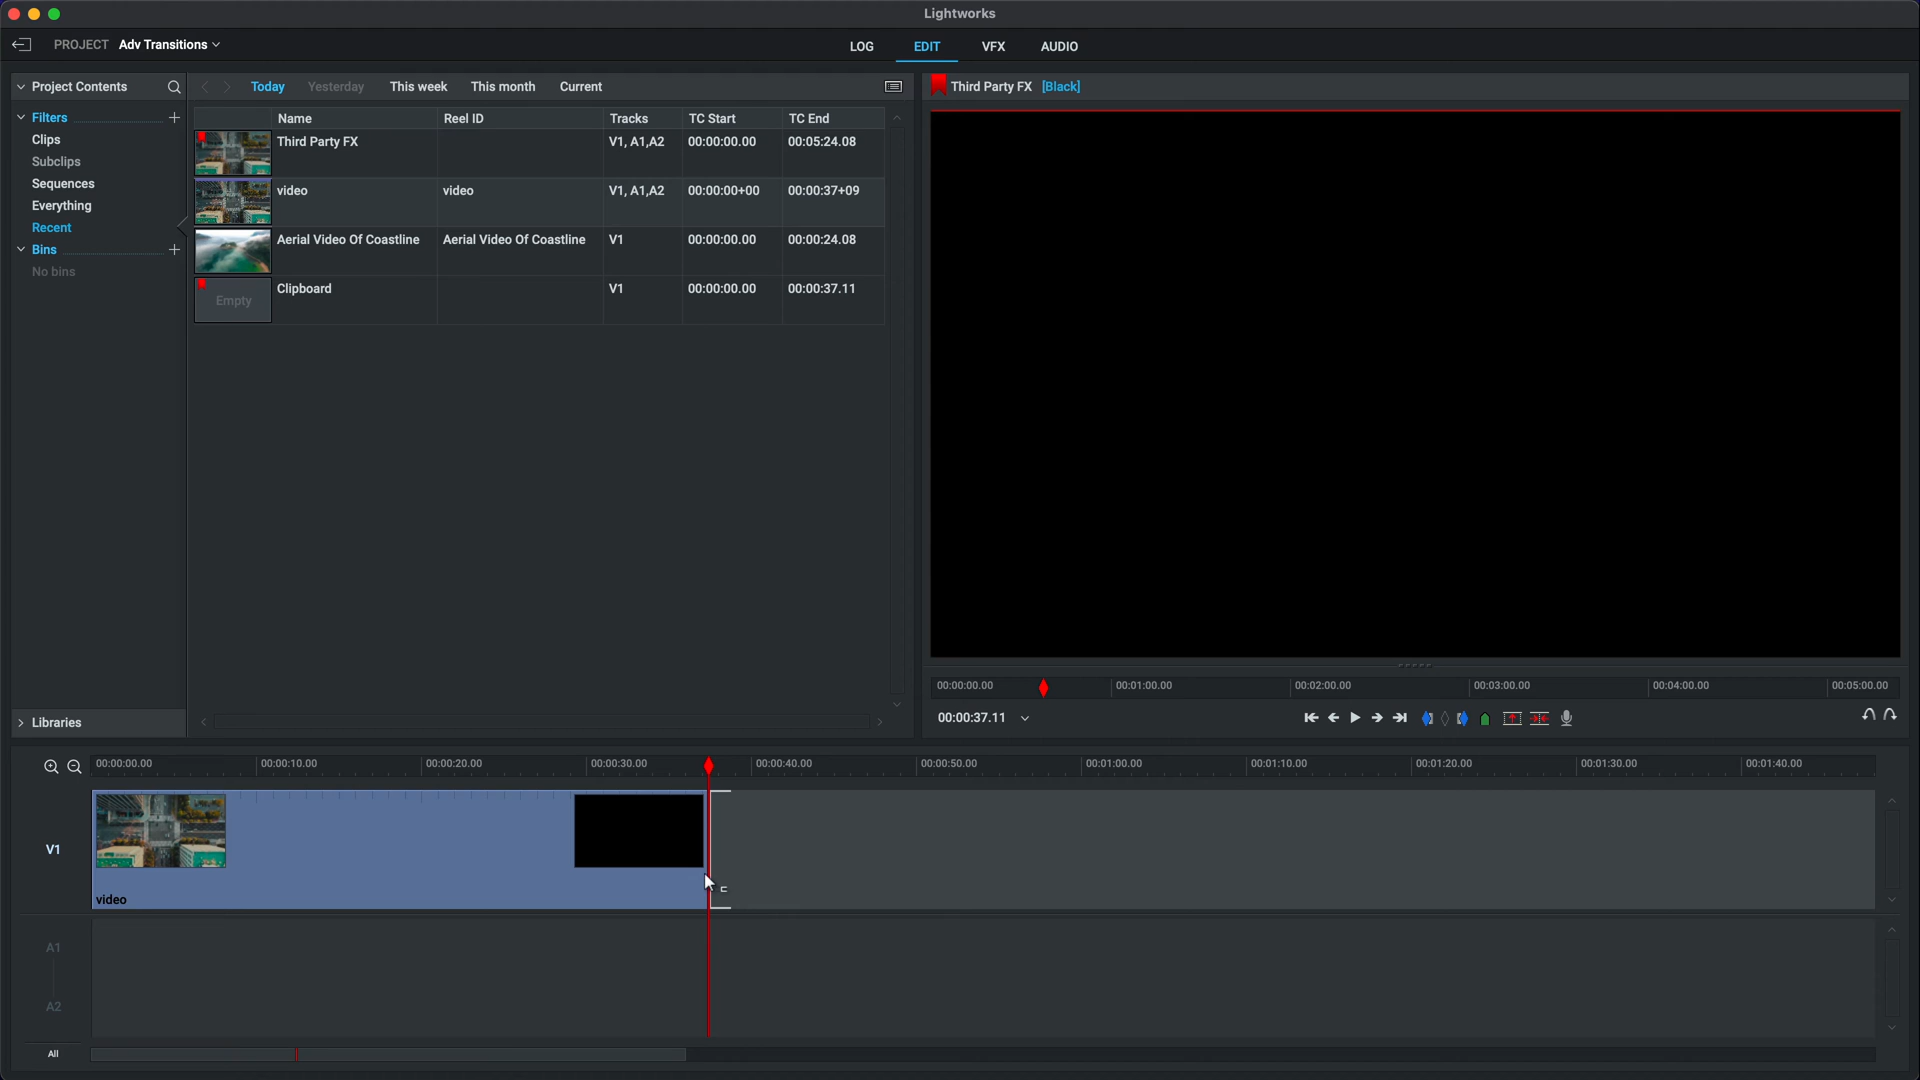 Lightworks
PROJECT Adv Transitions
LOG EDIT VFX AUDIO
Project Contents
Today Yesterday This week This month Current
Third Party FX [Black]
Filters
Clips
Subclips
Sequences
Everything
Recent
Bins
No bins
Libraries
Name Reel ID Tracks TC Start TC End
Third Party FX V1, A1,A2 00:00:00.00 00:05:24.08
video video V1, A1,A2 00:00:00+00 00:00:37+09
Aerial Video Of Coastline Aerial Video Of Coastline V1 00:00:00.00 00:00:24.08
Empty Clipboard V1 00:00:00.00 00:00:37.11
00:00:00.00 00:01:00.00 00:02:00.00 00:03:00.00 00:04:00.00 00:05:00.00
00:00:37.11
00:00:00.00 00:00:10.00 00:00:20.00 00:00:30.00 00:00:40.00 00:00:50.00 00:01:00.00 00:01:10.00 00:01:20.00 00:01:30.00 00:01:40.00
V1
video
A1
A2
All